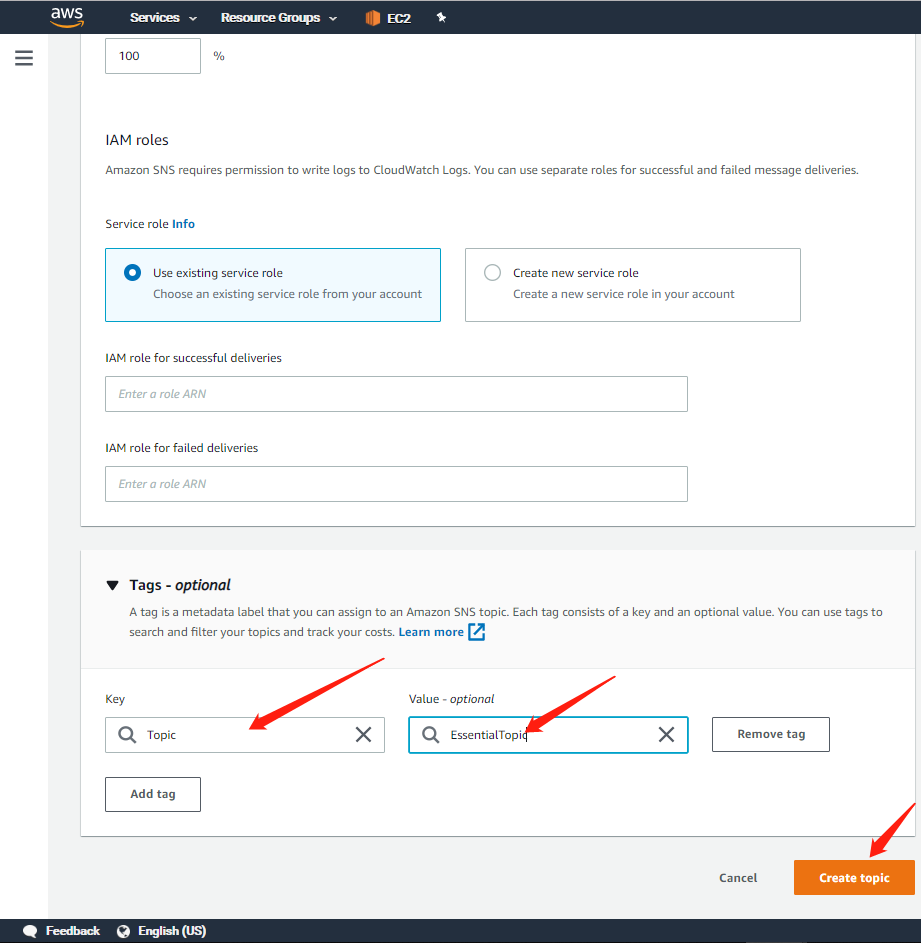 aws
Services
Resource Groups
EC2
100
%
IAM roles
Amazon SNS requires permission to write logs to CloudWatch Logs. You can use separate roles for successful and failed message deliveries.
Service role Info
Use existing service role
Choose an existing service role from your account
Create new service role
Create a new service role in your account
IAM role for successful deliveries
Enter a role ARN
IAM role for failed deliveries
Enter a role ARN
Tags - optional
A tag is a metadata label that you can assign to an Amazon SNS topic. Each tag consists of a key and an optional value. You can use tags to
search and filter your topics and track your costs. Learn more
Key
Value - optional
Topic
EssentialTopic
Remove tag
Add tag
Cancel
Create topic
Feedback
English (US)